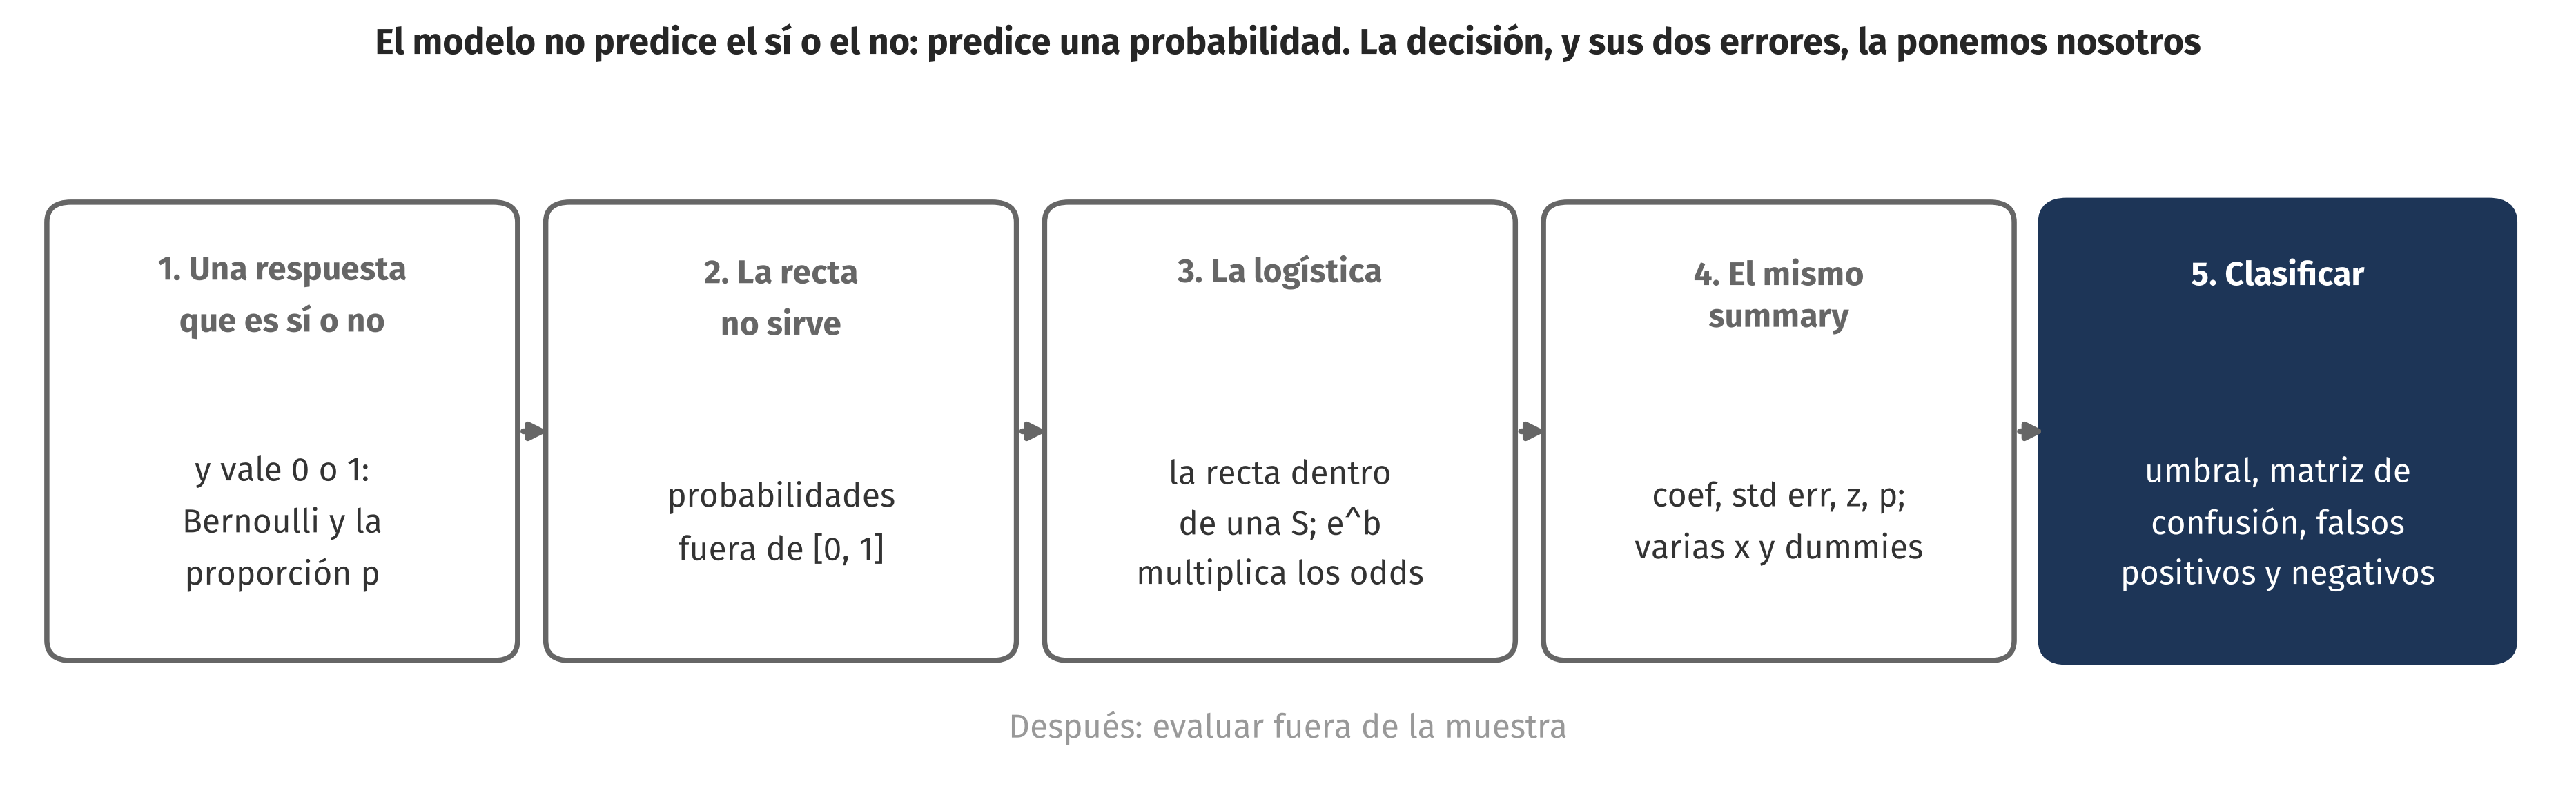 El modelo no predice el sí o el no: predice una probabilidad. La decisión, y sus dos errores, la ponemos nosotros
1. Una respuesta
que es sí o no
y vale 0 o 1:
Bernoulli y la
proporción p
2. La recta
no sirve
probabilidades
fuera de [0, 1]
3. La logística
la recta dentro
de una S; e^b
multiplica los odds
4. El mismo
summary
coef, std err, z, p;
varias x y dummies
5. Clasificar
umbral, matriz de
confusión, falsos
positivos y negativos
Después: evaluar fuera de la muestra